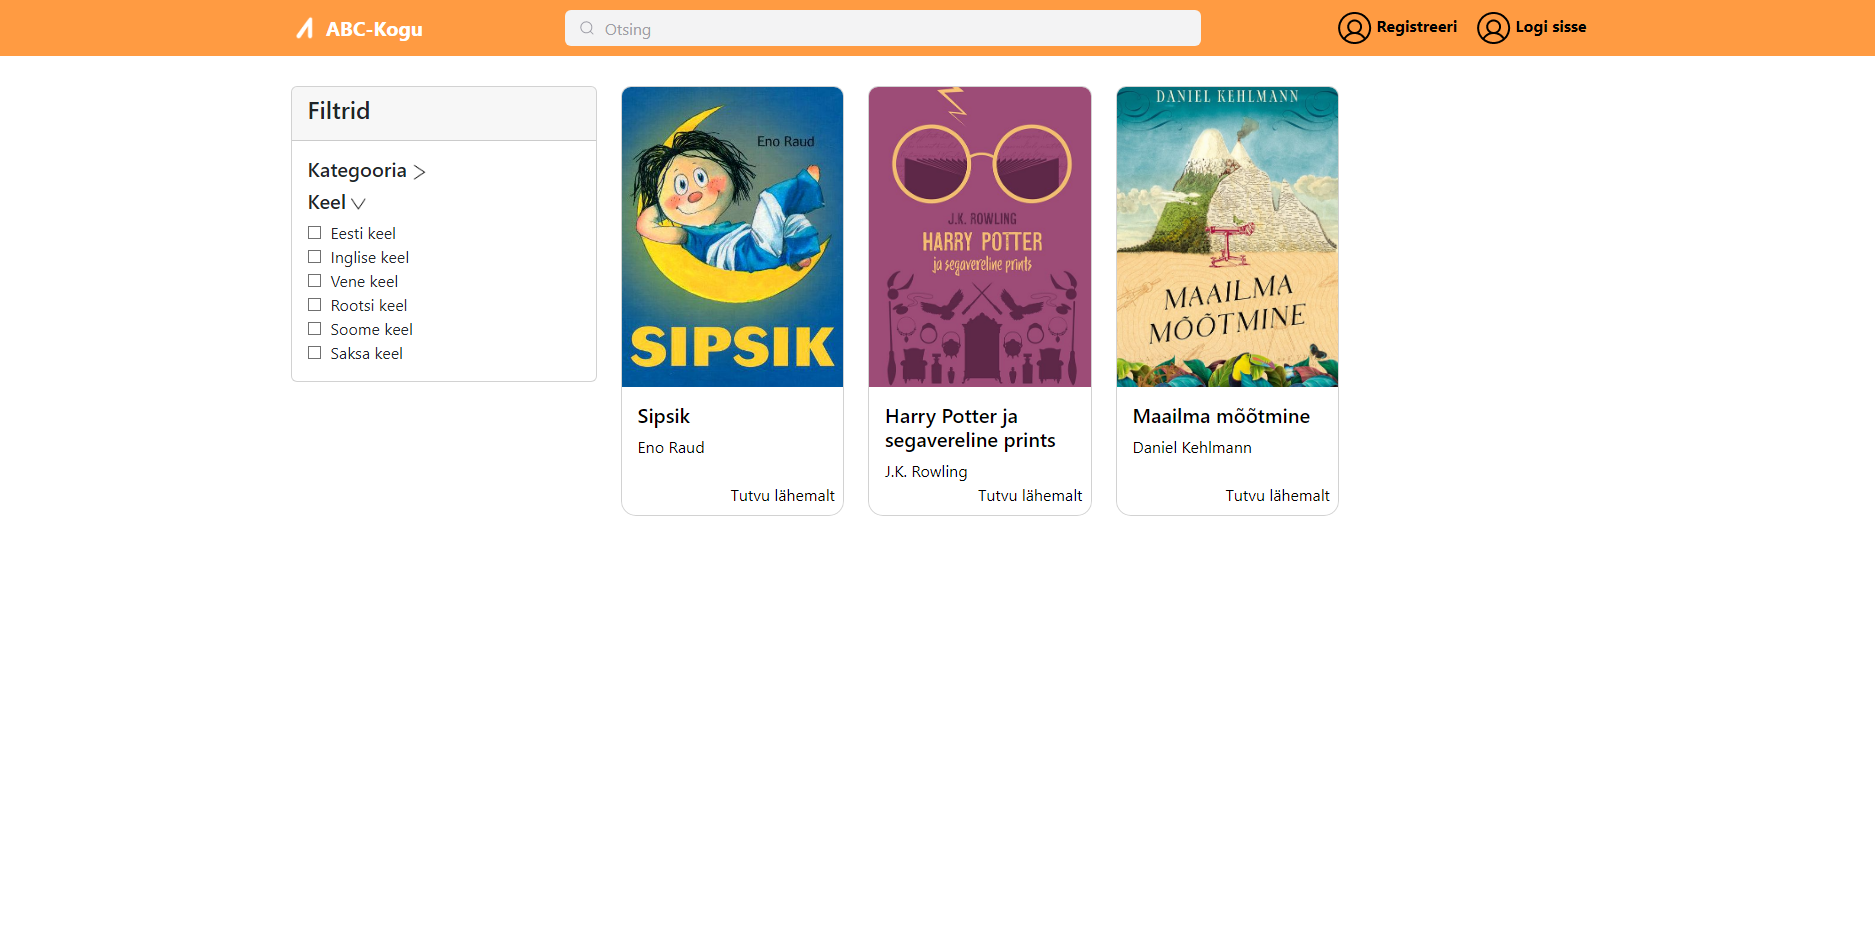 ABC-Kogu
Otsing
Registreeri
Logi sisse
Filtrid
Kategooria
Keel
Eesti keel
Inglise keel
Vene keel
Rootsi keel
Soome keel
Saksa keel
Eno Raud
SIPSIK
Sipsik
Eno Raud
Tutvu lähemalt
J.K. ROWLING
HARRY POTTER
ja segavereline prints
Harry Potter ja
segavereline prints
J.K. Rowling
Tutvu lähemalt
DANIEL KEHLMANN
MAAILMA
MÕÕTMINE
Maailma mõõtmine
Daniel Kehlmann
Tutvu lähemalt